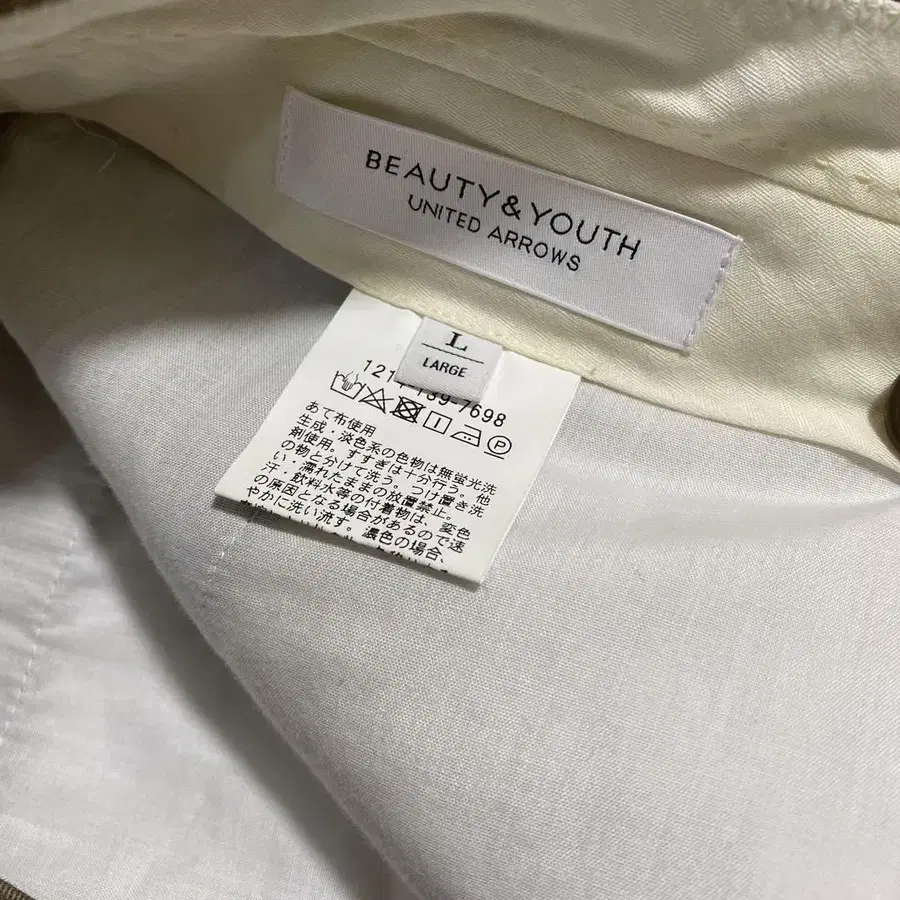 BEAUTY&YOUTH
UNITED ARROWS
L
LARGE
あて布使用
生成・淡色系の色物は無蛍光洗
剤使用。すすぎは十分行う。他
の物と分けて洗う。つけ置き洗
い・濡れたままの放置禁止。
汗・飲料水等の付着物は、変色
の原因となる場合があるので速
やかに洗い流す。濃色の場合、